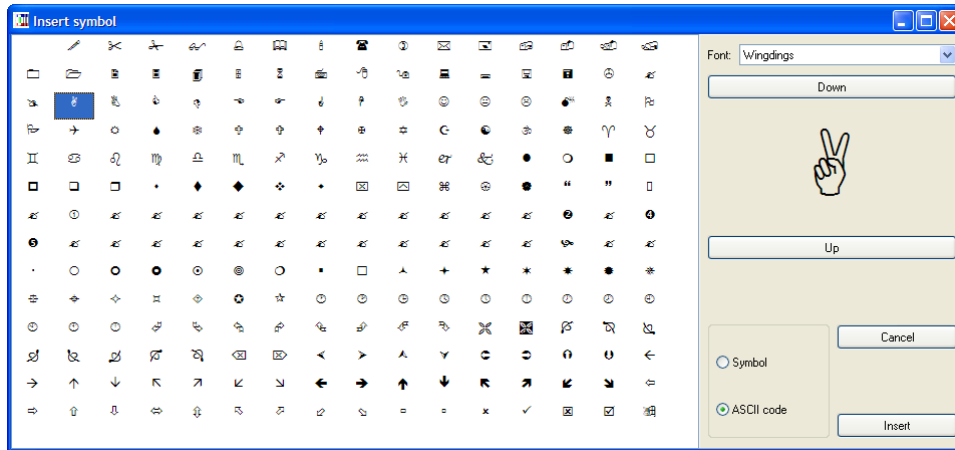 Insert symbol
Font: Wingdings
Down
Up
Cancel
Symbol
ASCII code
Insert